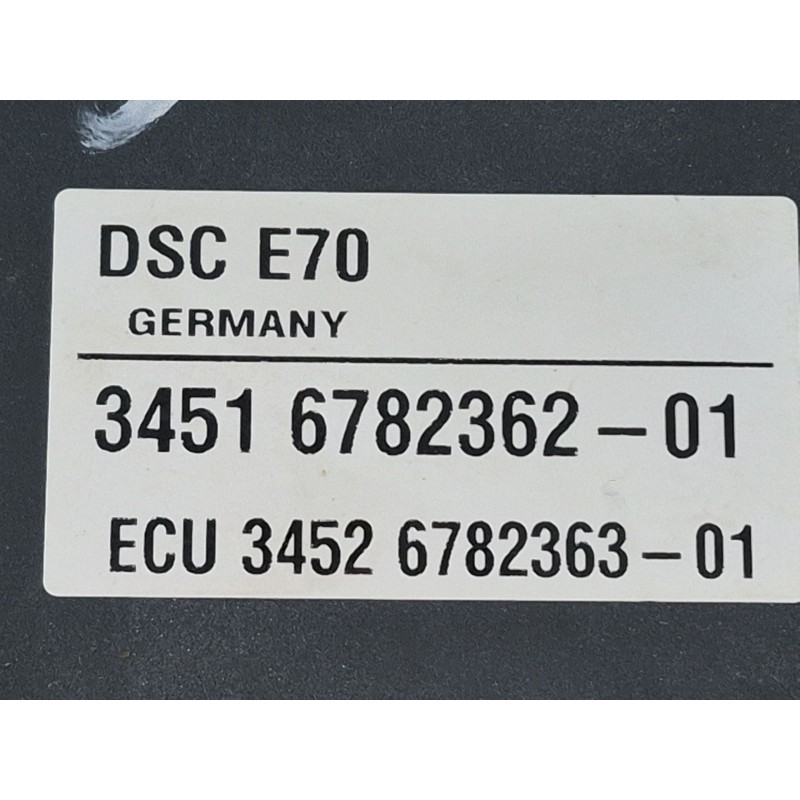 DSC E70
GERMANY
3451 6782362-01
ECU 3452 6782363-01